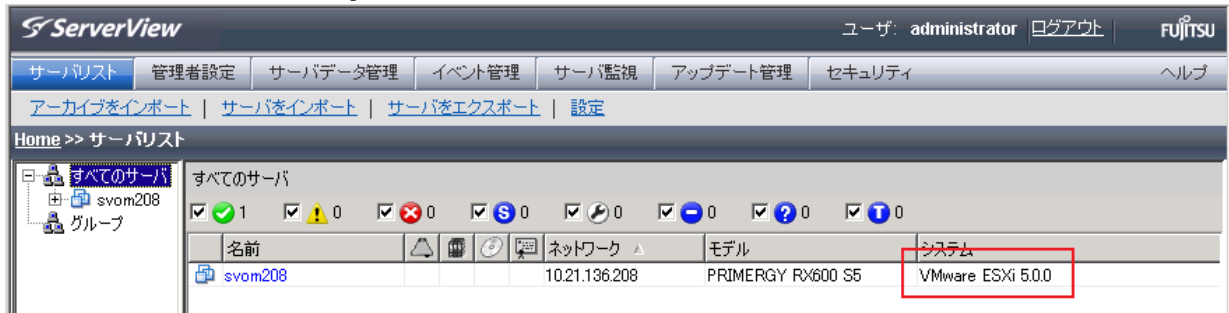 ServerView ユーザ: administrator ログアウト FUJITSU
サーバリスト 管理者設定 サーバデータ管理 イベント管理 サーバ監視 アップデート管理 セキュリティ ヘルプ
アーカイブをインポート | サーバをインポート | サーバをエクスポート | 設定
Home >> サーバリスト
すべてのサーバ
svom208
グループ
すべてのサーバ
1 0 0 S 0 0 0 ? 0 T 0
名前 ネットワーク モデル システム
svom208 10.21.136.208 PRIMERGY RX600 S5 VMware ESXi 5.0.0